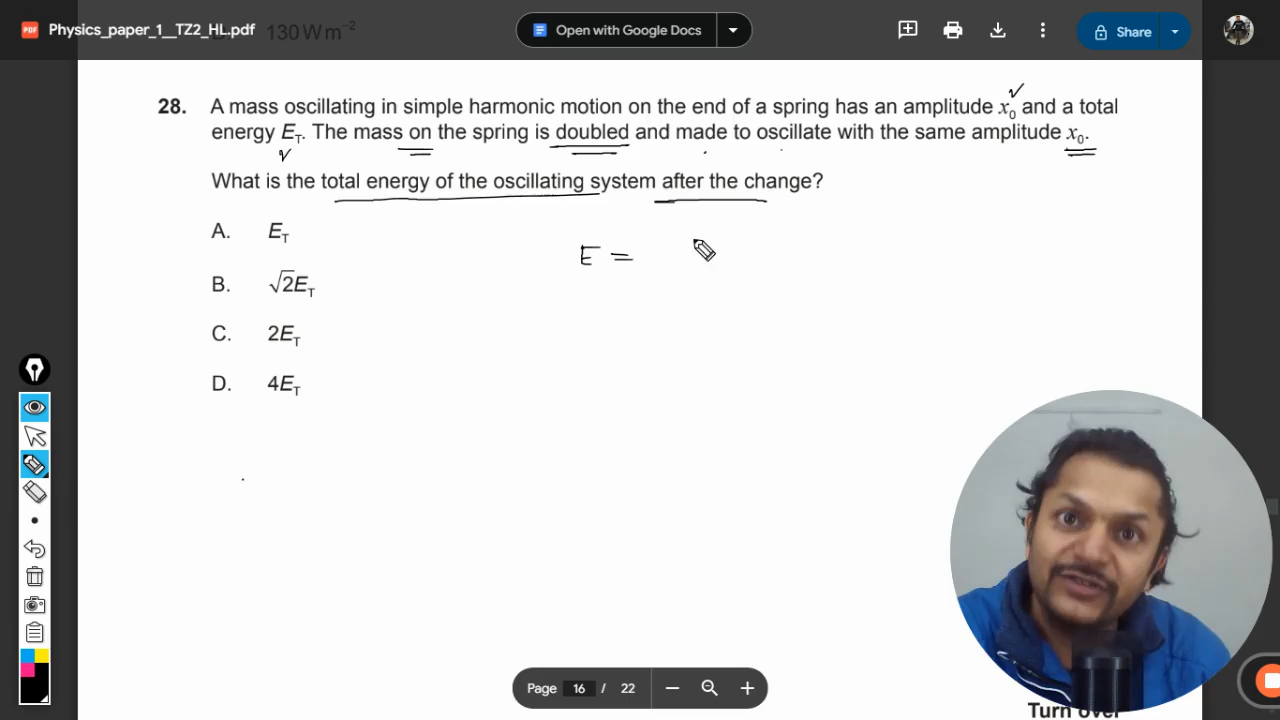 Physics_paper_1__TZ2_HL.pdf
130 W m⁻²
Open with Google Docs
Share
28. A mass oscillating in simple harmonic motion on the end of a spring has an amplitude x₀ and a total
energy E_T. The mass on the spring is doubled and made to oscillate with the same amplitude x₀.
What is the total energy of the oscillating system after the change?
A. E_T
E =
B. √2E_T
C. 2E_T
D. 4E_T
Page 16 / 22
Turn over